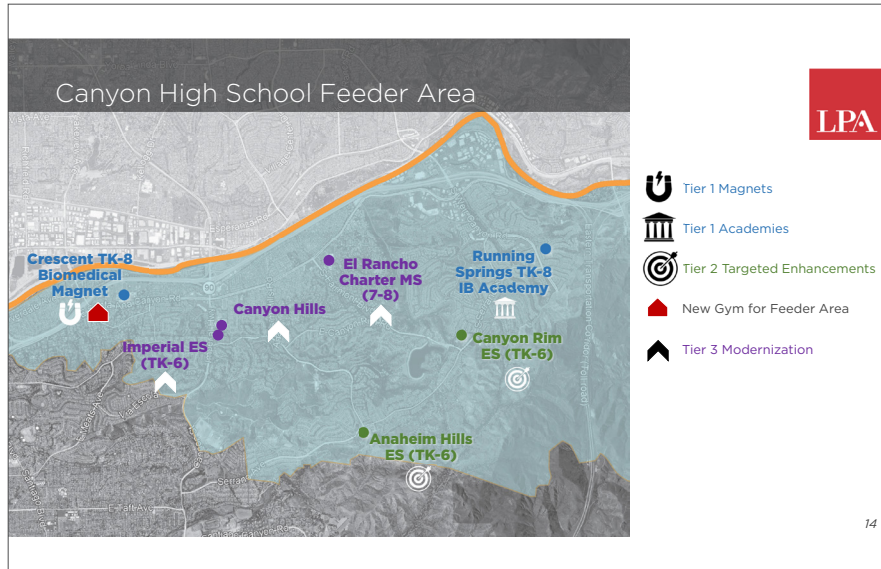 Canyon High School Feeder Area
LPA
Tier 1 Magnets
Tier 1 Academies
Tier 2 Targeted Enhancements
New Gym for Feeder Area
Tier 3 Modernization
Crescent TK-8
Biomedical
Magnet
El Rancho
Charter MS
(7-8)
Running
Springs TK-8
IB Academy
Canyon Hills
Imperial ES
(TK-6)
Canyon Rim
ES (TK-6)
Anaheim Hills
ES (TK-6)
90
E Taft Ave
14